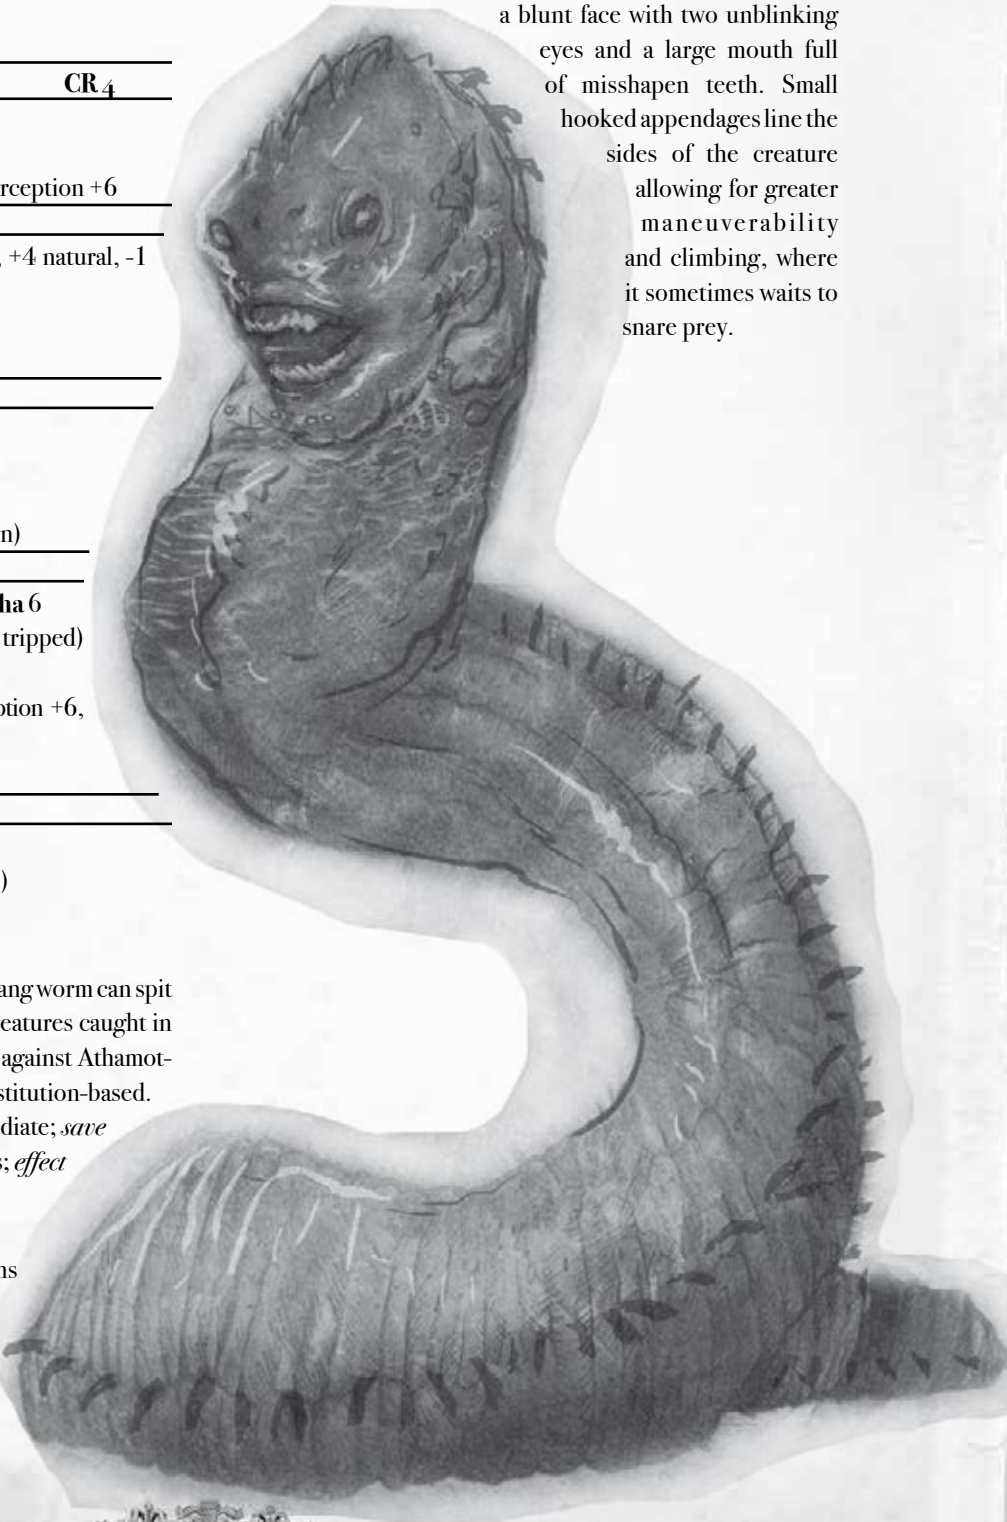 CR 4
rception +6
, +4 natural, -1
n)
ha 6
tripped)
ption +6,
)
ang worm can spit
reatures caught in
against Athamot-
stitution-based.
diate; save
s; effect
ns
a blunt face with two unblinking
eyes and a large mouth full
of misshapen teeth. Small
hooked appendages line the
sides of the creature
allowing for greater
maneuverability
and climbing, where
it sometimes waits to
snare prey.